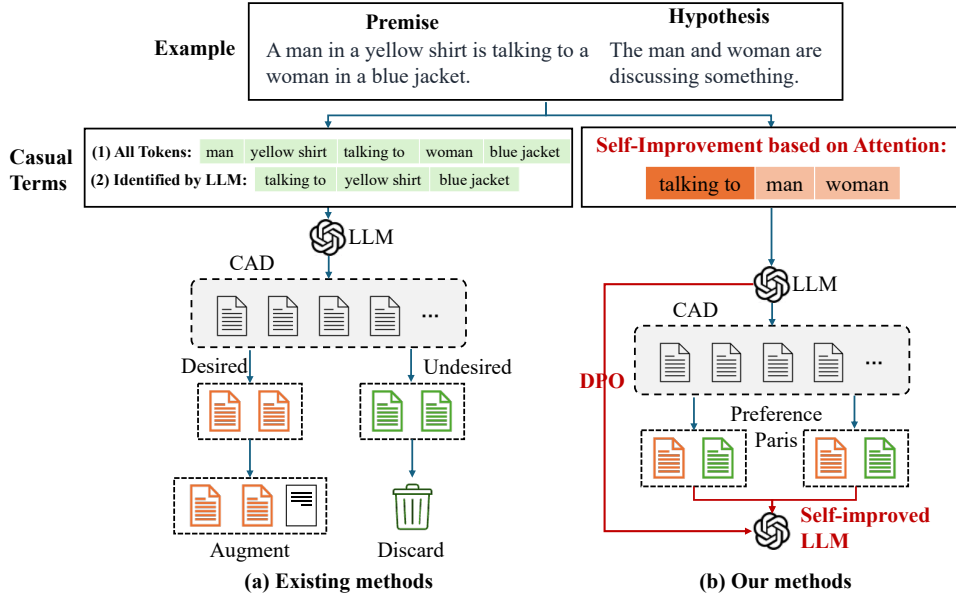 Example
Premise
A man in a yellow shirt is talking to a
woman in a blue jacket.
Hypothesis
The man and woman are
discussing something.
Casual
Terms
(1) All Tokens: man yellow shirt talking to woman blue jacket
(2) Identified by LLM: talking to yellow shirt blue jacket
LLM
CAD
...
Desired
Undesired
Augment
Discard
(a) Existing methods
Self-Improvement based on Attention:
talking to man woman
LLM
CAD
...
DPO
Preference
Paris
Self-improved
LLM
(b) Our methods